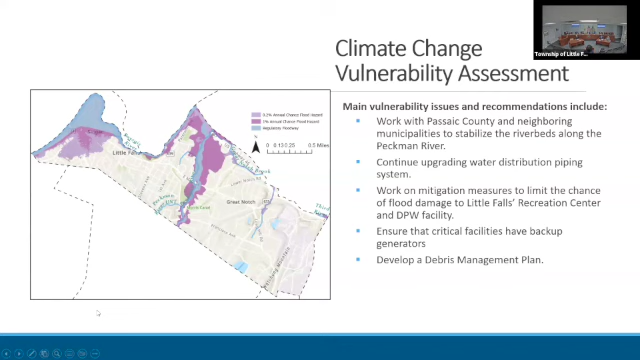 Climate Change
Vulnerability Assessment
Township of Little F...
Main vulnerability issues and recommendations include:
Work with Passaic County and neighboring
municipalities to stabilize the riverbeds along the
Peckman River.
Continue upgrading water distribution piping
system.
Work on mitigation measures to limit the chance
of flood damage to Little Falls' Recreation Center
and DPW facility.
Ensure that critical facilities have backup
generators
Develop a Debris Management Plan.
0.2% Annual Chance Flood Hazard
1% Annual Chance Flood Hazard
Regulatory Floodway
0 0.13 0.25 0.5 Miles
Little Falls
Great Notch